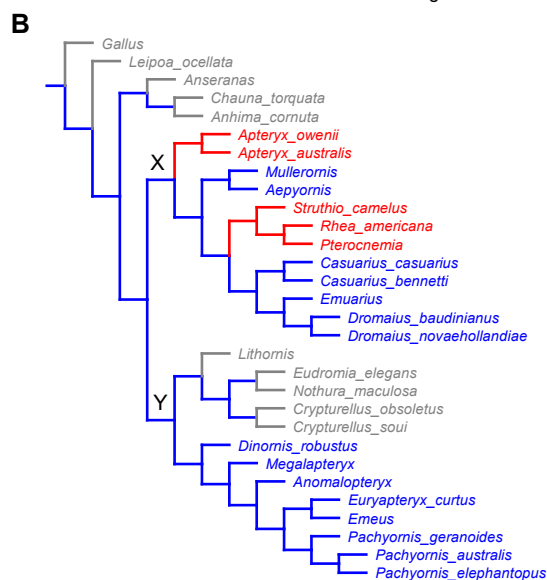 B
Gallus
Leipoa_ocellata
Anseranas
Chauna_torquata
Anhima_cornuta
Apteryx_owenii
X
Apteryx_australis
Mullerornis
Aepyornis
Struthio_camelus
Rhea_americana
Pterocnemia
Casuarius_casuarius
Casuarius_bennetti
Emuarius
Dromaius_baudinianus
Dromaius_novaehollandiae
Lithornis
Eudromia_elegans
Nothura_maculosa
Y
Crypturellus_obsoletus
Crypturellus_soui
Dinornis_robustus
Megalapteryx
Anomalopteryx
Euryapteryx_curtus
Emeus
Pachyornis_geranoides
Pachyornis_australis
Pachyornis_elephantopus